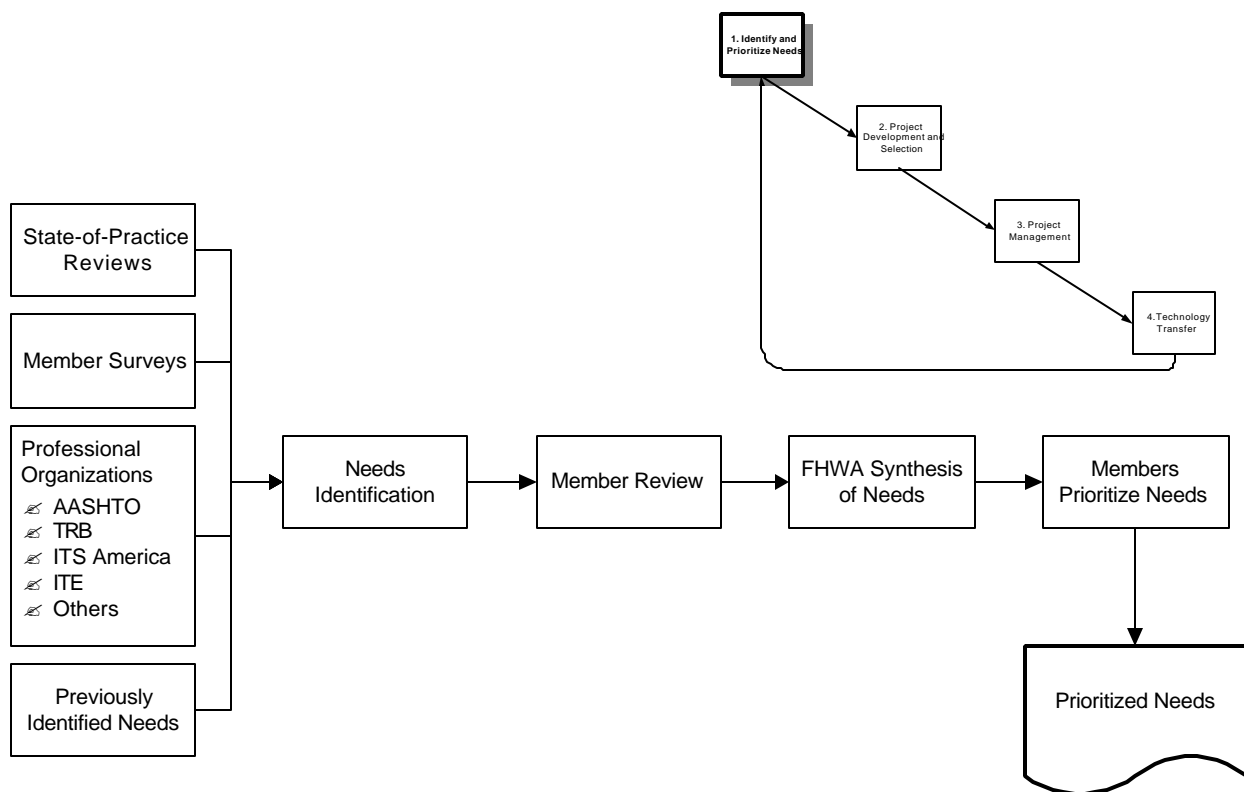 1. Identify and
Prioritize Needs
2. Project
Development and
Selection
3. Project
Management
4.Technology
Transfer
State-of-Practice
Reviews
Member Surveys
Professional
Organizations
AASHTO
TRB
ITS America
ITE
Others
Previously
Identified Needs
Needs
Identification
Member Review
FHWA Synthesis
of Needs
Members
Prioritize Needs
Prioritized Needs